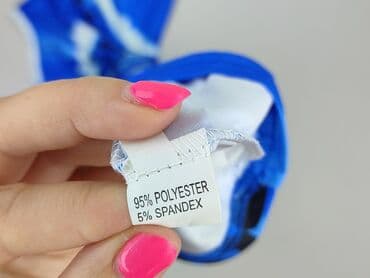 95% POLYESTER
5% SPANDEX